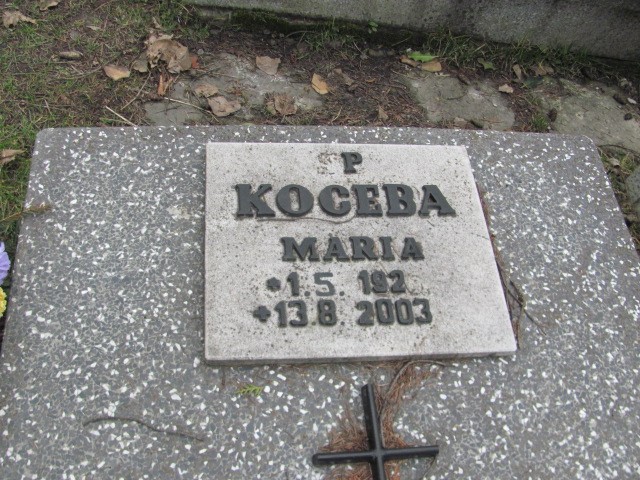 P
KOCEBA
MARIA
*1.5.192
+13.8.2003